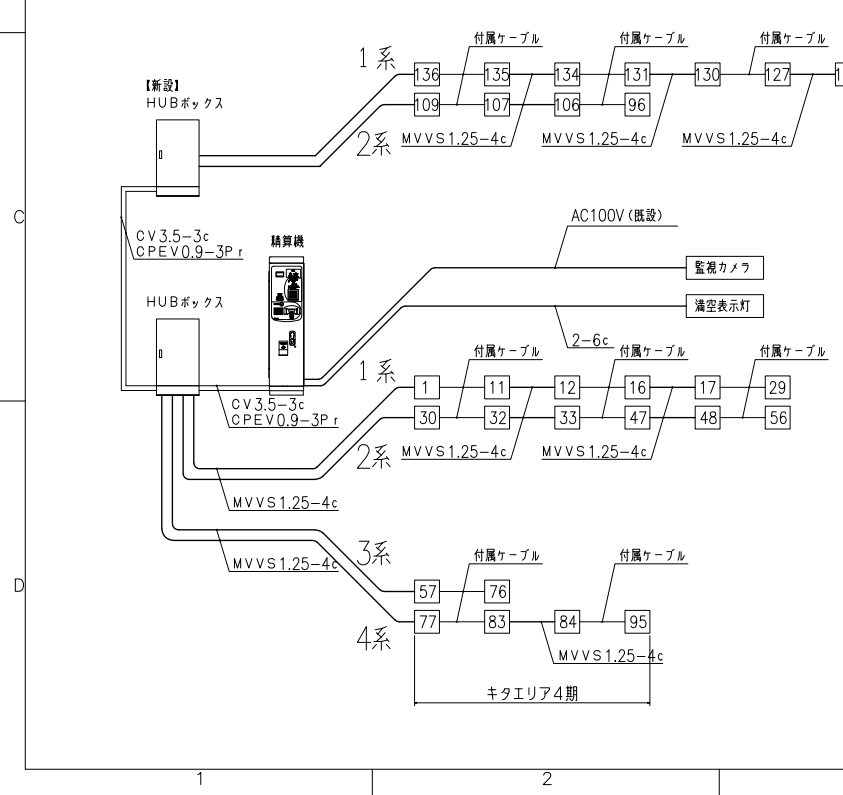 付属ケーブル 付属ケーブル 付属ケーブル
1系 136 135 134 131 130 127
【新設】
HUBボックス
109 107 106 96
2系 MVVS1.25-4c MVVS1.25-4c MVVS1.25-4c
C
CV3.5-3c
CPEV0.9-3Pr
精算機
AC100V(既設)
監視カメラ
HUBボックス
満空表示灯
2-6c
付属ケーブル 付属ケーブル 付属ケーブル
1系 1 11 12 16 17 29
CV3.5-3c
CPEV0.9-3Pr
30 32 33 47 48 56
2系 MVVS1.25-4c MVVS1.25-4c
MVVS1.25-4c
MVVS1.25-4c
3系 付属ケーブル 付属ケーブル
D
57 76
77 83 84 95
4系
MVVS1.25-4c
キタエリア4期
1 2